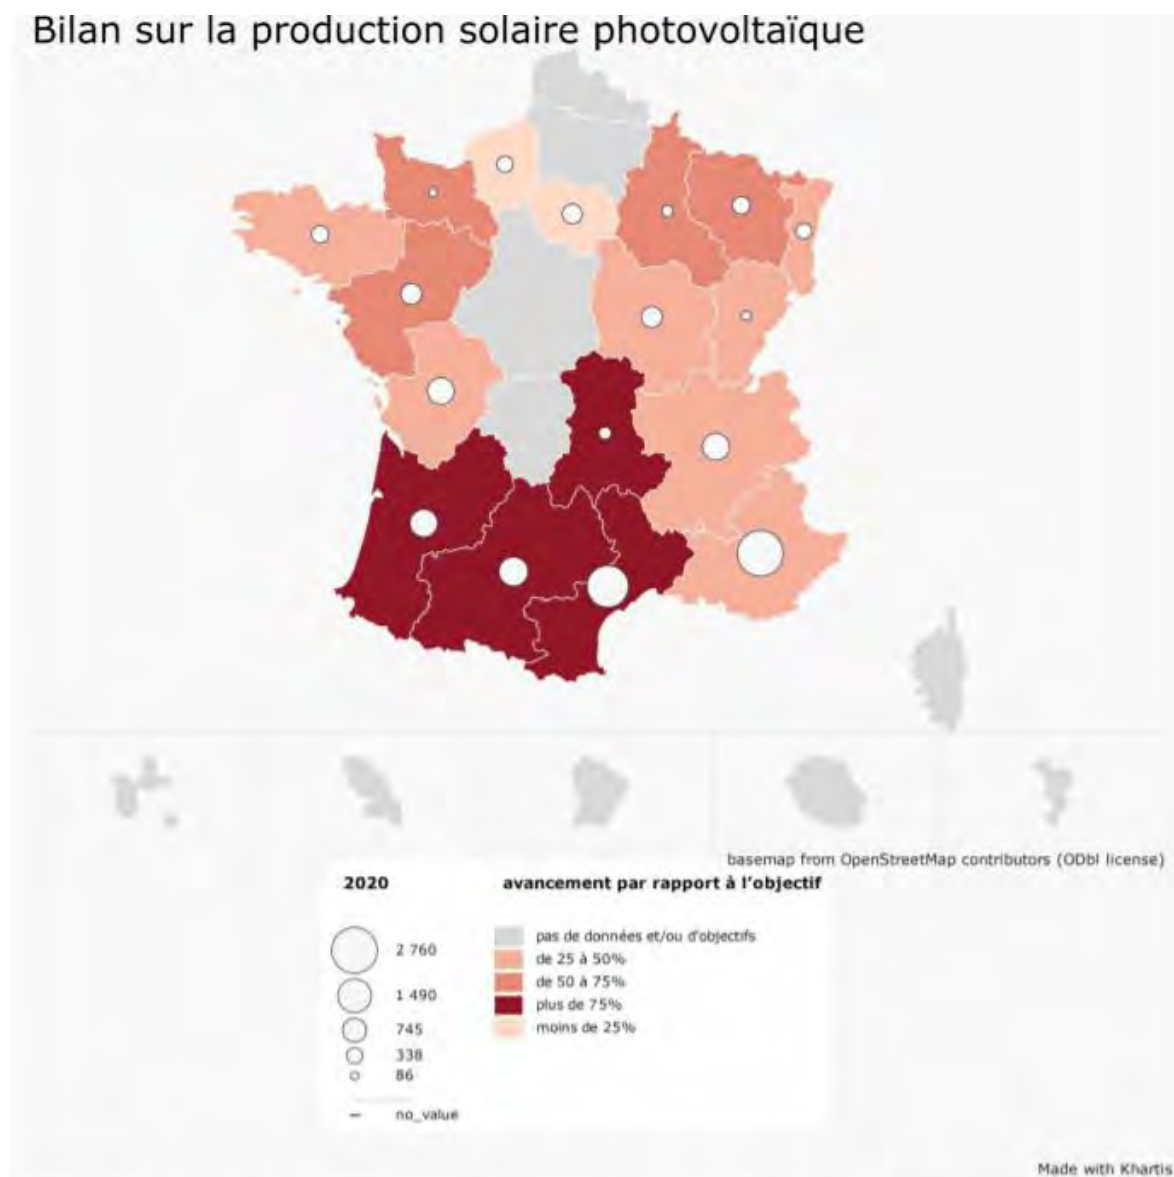 Bilan sur la production solaire photovoltaïque
basemap from OpenStreetMap contributors (ODbl license)
2020
avancement par rapport à l'objectif
2 760
1 490
745
338
86
no_value
pas de données et/ou d'objectifs
de 25 à 50%
de 50 à 75%
plus de 75%
moins de 25%
Made with Khartis